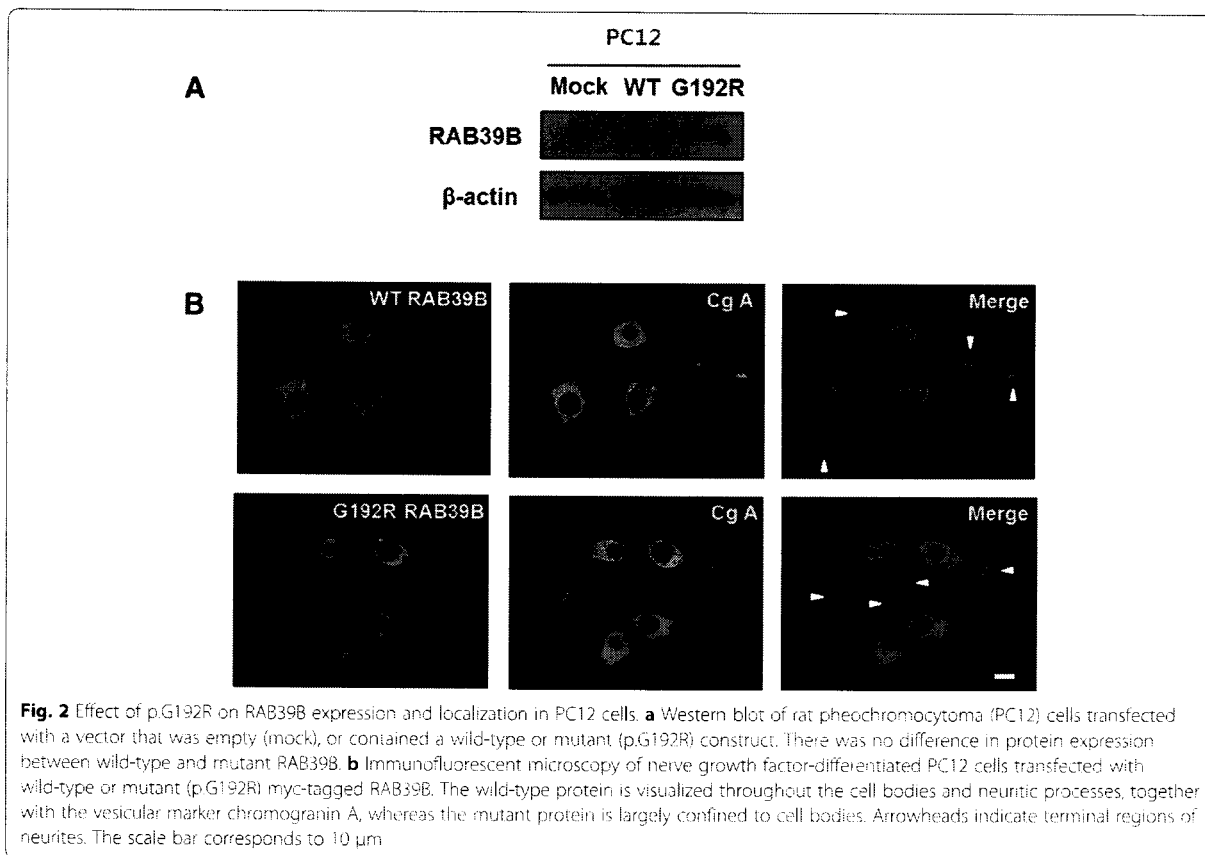 PC12
A
Mock WT G192R
RAB39B
β-actin
B
WT RAB39B
Cg A
Merge
G192R RAB39B
Cg A
Merge
Fig. 2 Effect of p.G192R on RAB39B expression and localization in PC12 cells. a Western blot of rat pheochromocytoma (PC12) cells transfected
with a vector that was empty (mock), or contained a wild-type or mutant (p.G192R) construct. There was no difference in protein expression
between wild-type and mutant RAB39B. b Immunofluorescent microscopy of nerve growth factor-differentiated PC12 cells transfected with
wild-type or mutant (p.G192R) myc-tagged RAB39B. The wild-type protein is visualized throughout the cell bodies and neuritic processes, together
with the vesicular marker chromogranin A, whereas the mutant protein is largely confined to cell bodies. Arrowheads indicate terminal regions of
neurites. The scale bar corresponds to 10 μm